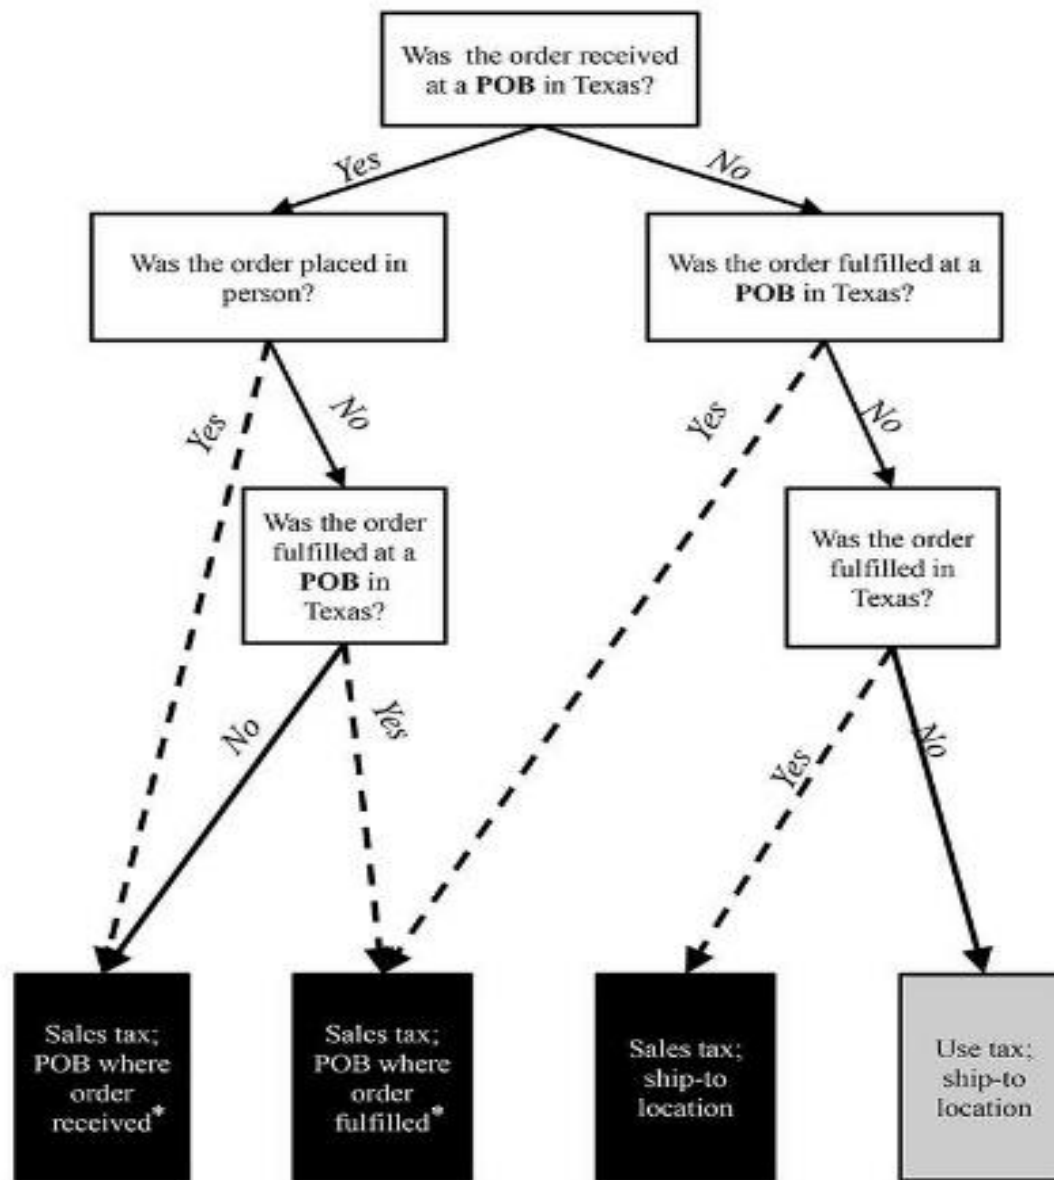 Was the order received
at a POB in Texas?
Yes
No
Was the order placed in
person?
Was the order fulfilled at a
POB in Texas?
Yes
No
Yes
No
Was the order
fulfilled at a
POB in
Texas?
Was the order
fulfilled in
Texas?
No
Yes
Yes
No
Sales tax;
POB where
order
received*
Sales tax;
POB where
order
fulfilled*
Sales tax;
ship-to
location
Use tax;
ship-to
location